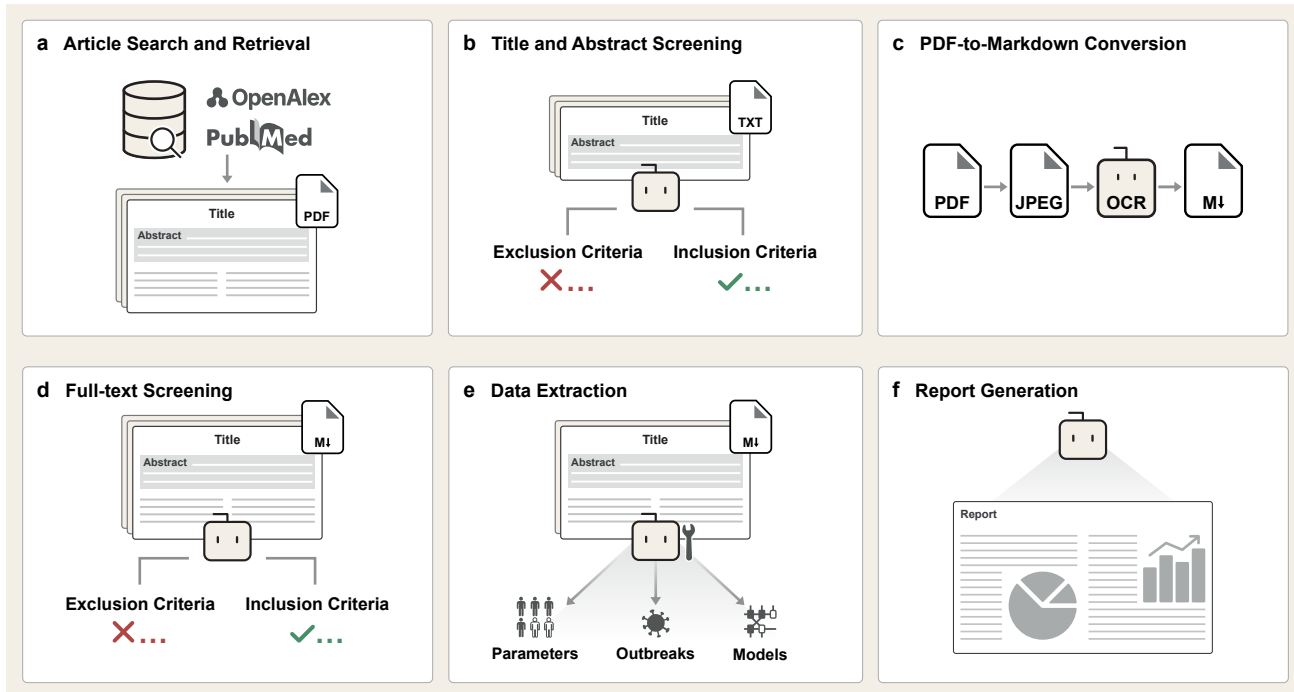 a Article Search and Retrieval
OpenAlex
PubMed
PDF
Title
Abstract
b Title and Abstract Screening
TXT
Title
Abstract
Exclusion Criteria Inclusion Criteria
... ...
c PDF-to-Markdown Conversion
PDF JPEG OCR M↓
d Full-text Screening
M↓
Title
Abstract
Exclusion Criteria Inclusion Criteria
... ...
e Data Extraction
M↓
Title
Abstract
Parameters Outbreaks Models
f Report Generation
Report